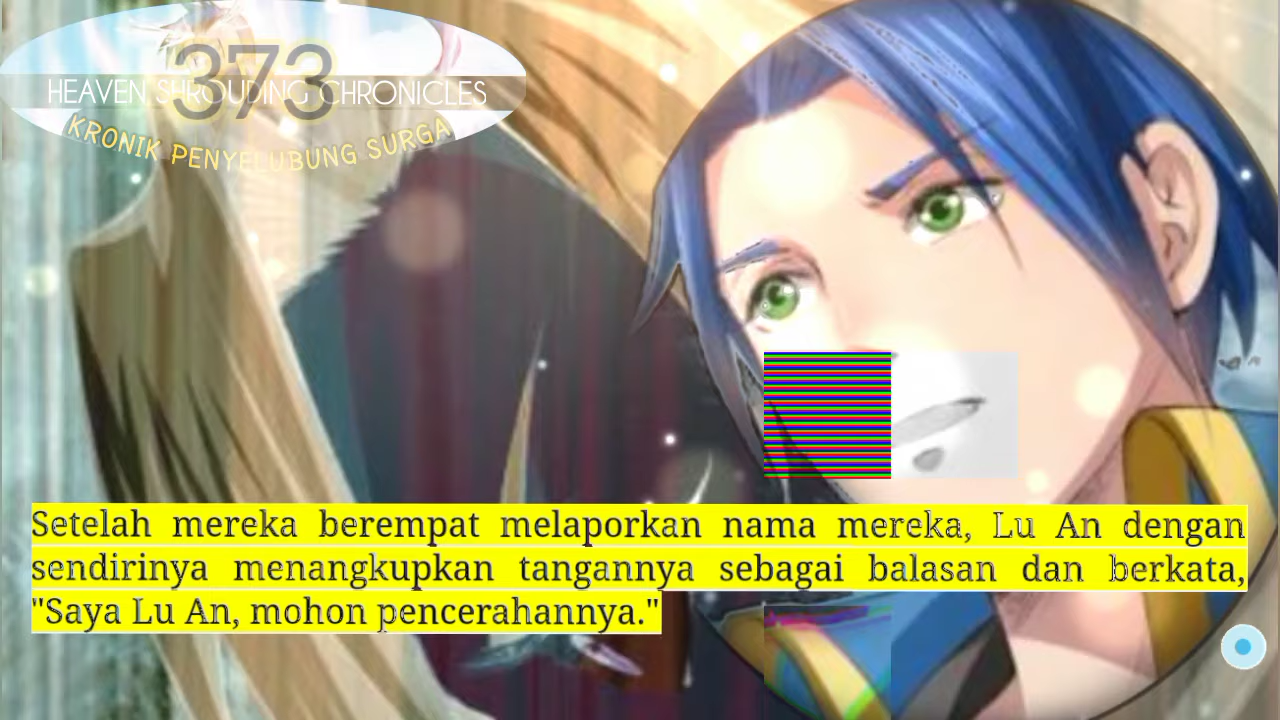 373
HEAVEN SHROUDING CHRONICLES
KRONIK PENYELUBUNG SURGA
Setelah mereka berempat melaporkan nama mereka, Lu An dengan
sendirinya menangkupkan tangannya sebagai balasan dan berkata,
"Saya Lu An, mohon pencerahannya."